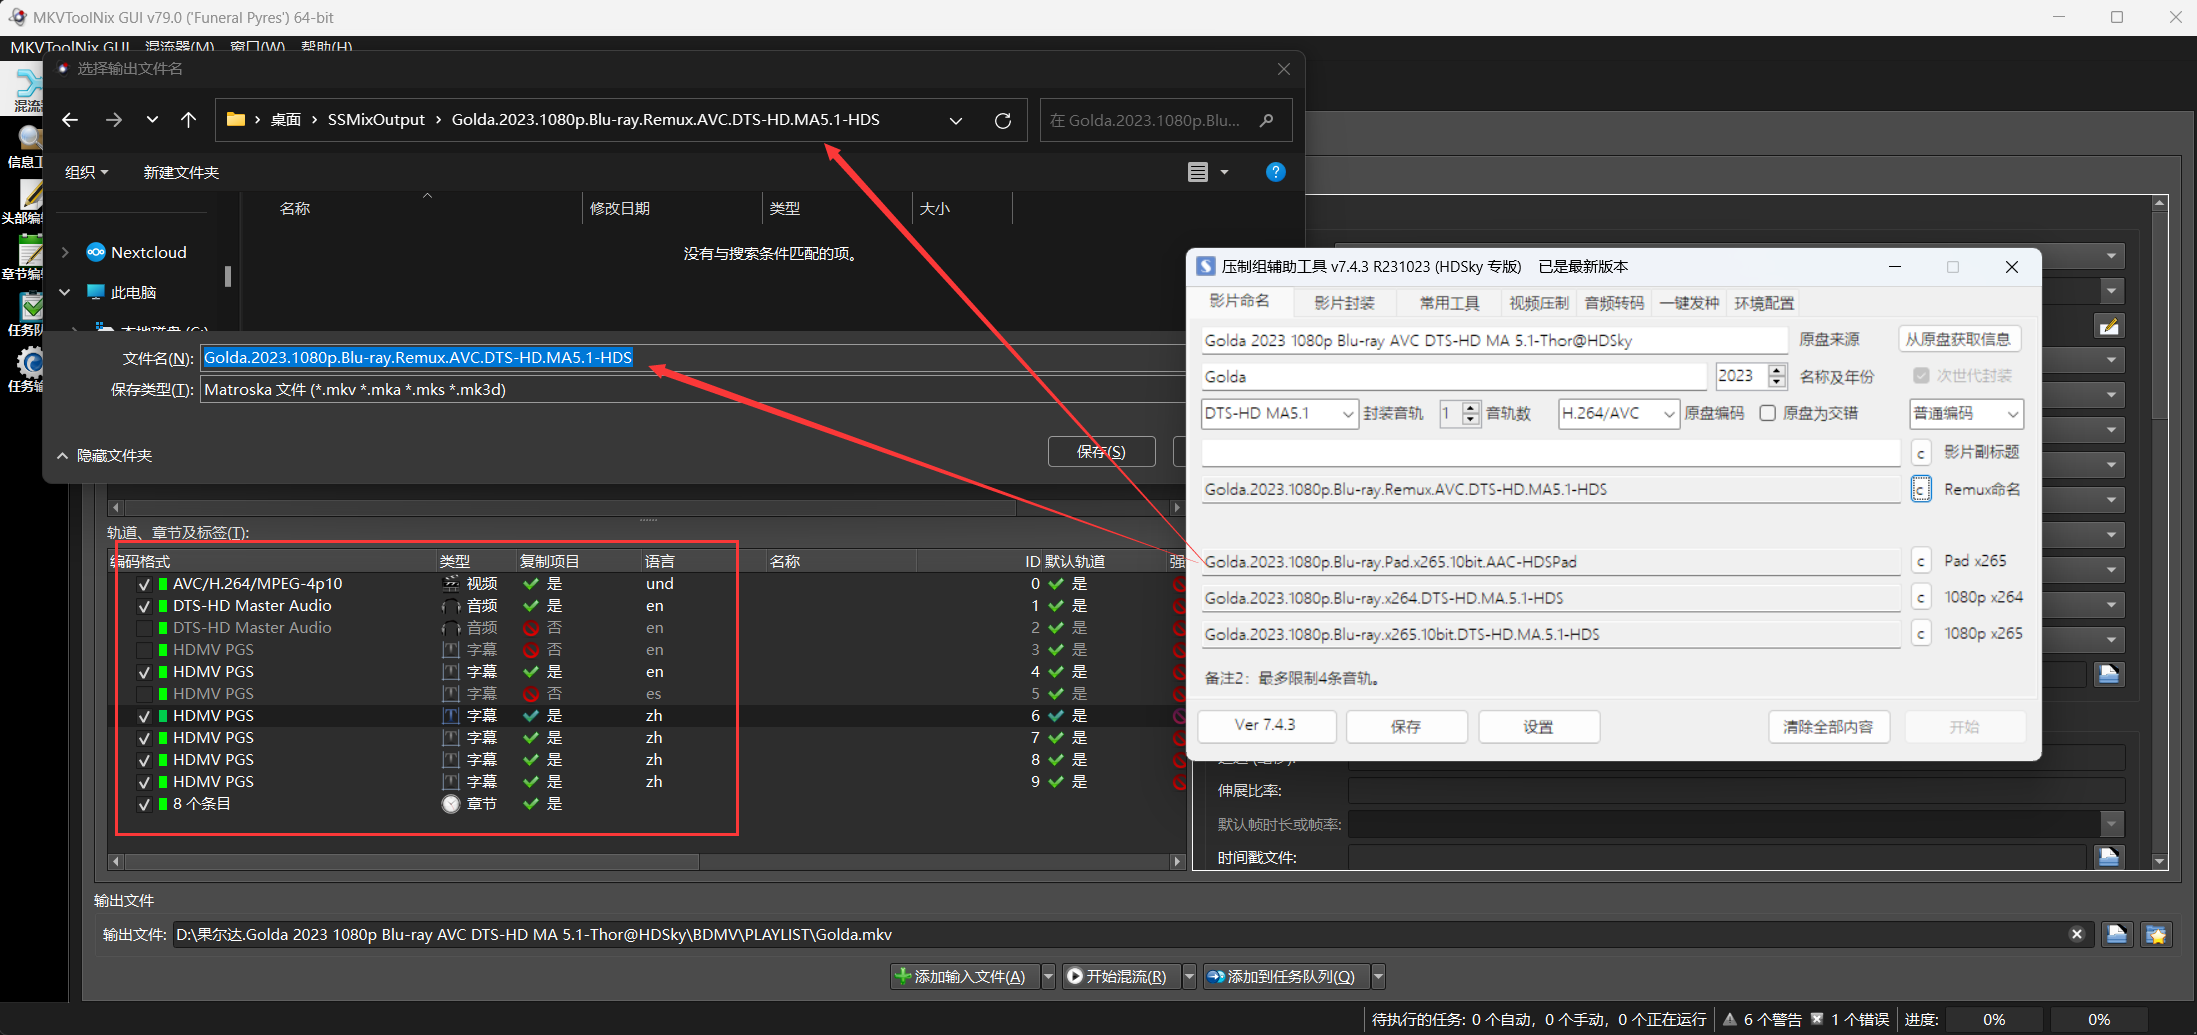 MKVToolNix GUI v79.0 ('Funeral Pyres') 64-bit
MKVToolNix GUI 混流器(M) 窗口(W) 帮助(H)
选择输出文件名
桌面 › SSMixOutput › Golda.2023.1080p.Blu-ray.Remux.AVC.DTS-HD.MA5.1-HDS
在 Golda.2023.1080p.Blu...
组织
新建文件夹
名称
修改日期
类型
大小
没有与搜索条件匹配的项。
Nextcloud
此电脑
文件名(N):
Golda.2023.1080p.Blu-ray.Remux.AVC.DTS-HD.MA5.1-HDS
保存类型(T):
Matroska 文件 (*.mkv *.mka *.mks *.mk3d)
隐藏文件夹
保存(S)
压制组辅助工具 v7.4.3 R231023 (HDSky 专版) 已是最新版本
影片命名
影片封装
常用工具
视频压制
音频转码
一键发种
环境配置
Golda 2023 1080p Blu-ray AVC DTS-HD MA 5.1-Thor@HDSky
原盘来源
从原盘获取信息
Golda
2023
名称及年份
次世代封装
DTS-HD MA5.1
封装音轨
1
音轨数
H.264/AVC
原盘编码
原盘为交错
普通编码
c 影片副标题
Golda.2023.1080p.Blu-ray.Remux.AVC.DTS-HD.MA5.1-HDS
c Remux命名
Golda.2023.1080p.Blu-ray.Pad.x265.10bit.AAC-HDSPad
c Pad x265
Golda.2023.1080p.Blu-ray.x264.DTS-HD.MA.5.1-HDS
c 1080p x264
Golda.2023.1080p.Blu-ray.x265.10bit.DTS-HD.MA.5.1-HDS
c 1080p x265
备注2：最多限制4条音轨。
Ver 7.4.3
保存
设置
清除全部内容
开始
轨道、章节及标签(T):
编码格式 类型 复制项目 语言 名称 ID 默认轨道 强
AVC/H.264/MPEG-4p10 视频 是 und 0 是
DTS-HD Master Audio 音频 是 en 1 是
DTS-HD Master Audio 音频 否 en 2 是
HDMV PGS 字幕 否 en 3 是
HDMV PGS 字幕 是 en 4 是
HDMV PGS 字幕 否 es 5 是
HDMV PGS 字幕 是 zh 6 是
HDMV PGS 字幕 是 zh 7 是
HDMV PGS 字幕 是 zh 8 是
HDMV PGS 字幕 是 zh 9 是
8 个条目 章节 是
伸展比率:
默认帧时长或帧率:
时间戳文件:
输出文件
输出文件:
D:\果尔达.Golda 2023 1080p Blu-ray AVC DTS-HD MA 5.1-Thor@HDSky\BDMV\PLAYLIST\Golda.mkv
添加输入文件(A)
开始混流(R)
添加到任务队列(Q)
待执行的任务: 0 个自动，0 个手动，0 个正在运行
6 个警告
1 个错误
进度:
0%
0%